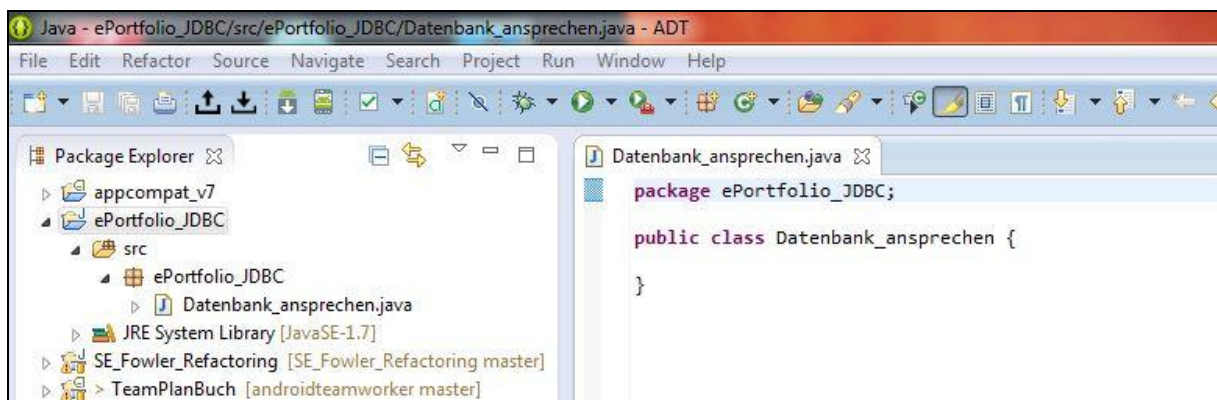 Java - ePortfolio_JDBC/src/ePortfolio_JDBC/Datenbank_ansprechen.java - ADT
File Edit Refactor Source Navigate Search Project Run Window Help
Package Explorer
appcompat_v7
ePortfolio_JDBC
src
ePortfolio_JDBC
Datenbank_ansprechen.java
JRE System Library [JavaSE-1.7]
SE_Fowler_Refactoring [SE_Fowler_Refactoring master]
> TeamPlanBuch [androidteamworker master]
Datenbank_ansprechen.java
package ePortfolio_JDBC;
public class Datenbank_ansprechen {
}